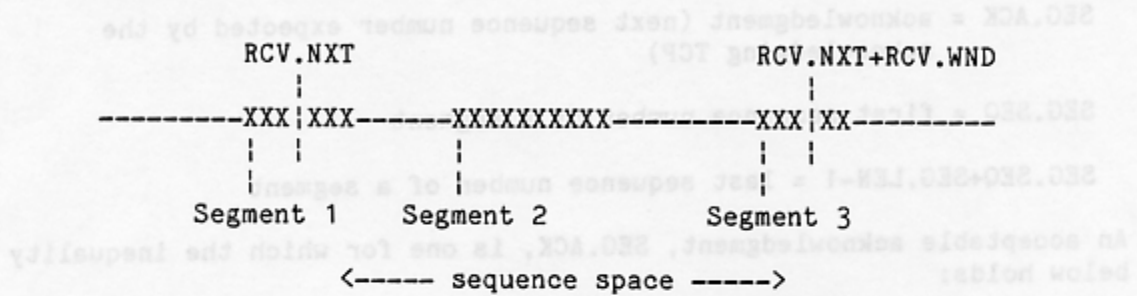 RCV.NXT RCV.NXT+RCV.WND
---------XXX|XXX------XXXXXXXXXX---------XXX|XX---------
Segment 1 Segment 2 Segment 3
<----- sequence space ----->